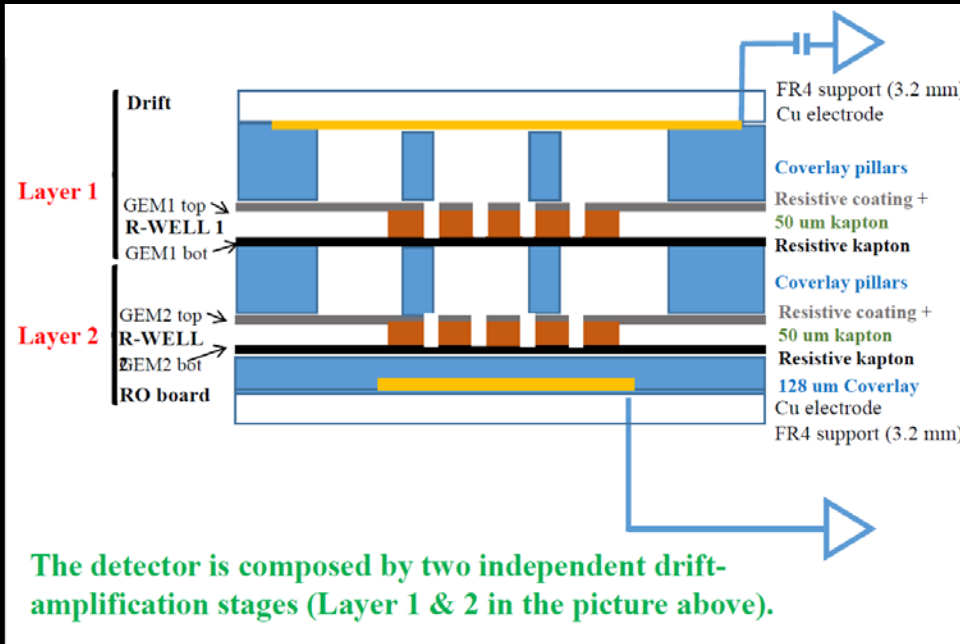 Drift
FR4 support (3.2 mm)
Cu electrode
Layer 1
Coverlay pillars
GEM1 top
Resistive coating +
R-WELL 1
50 um kapton
GEM1 bot
Resistive kapton
Coverlay pillars
GEM2 top
Resistive coating +
Layer 2
R-WELL
50 um kapton
2
GEM2 bot
Resistive kapton
RO board
128 um Coverlay
Cu electrode
FR4 support (3.2 mm)
The detector is composed by two independent drift-
amplification stages (Layer 1 & 2 in the picture above).